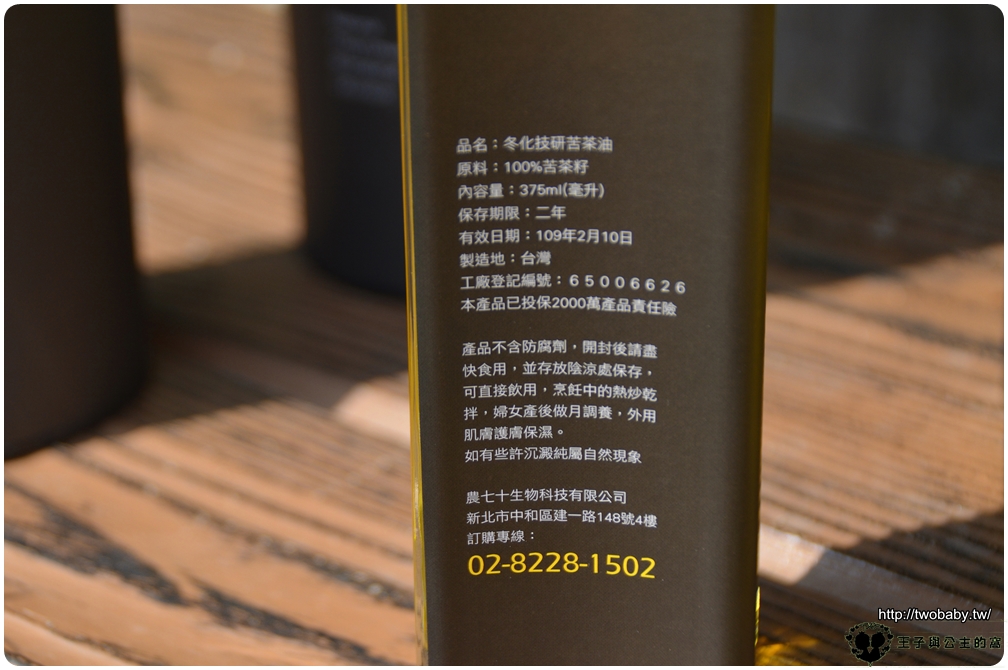 品名：冬化技研苦茶油
原料：100%苦茶籽
內容量：375ml(毫升)
保存期限：二年
有效日期：109年2月10日
製造地：台灣
工廠登記編號：６５００６６２６
本產品已投保2000萬產品責任險
產品不含防腐劑，開封後請盡
快食用，並存放陰涼處保存，
可直接飲用，烹飪中的熱炒乾
拌，婦女產後做月調養，外用
肌膚護膚保濕。
如有些許沉澱純屬自然現象
農七十生物科技有限公司
新北市中和區建一路148號4樓
訂購專線：
02-8228-1502
http://twobaby.tw/
王子與公主的窩